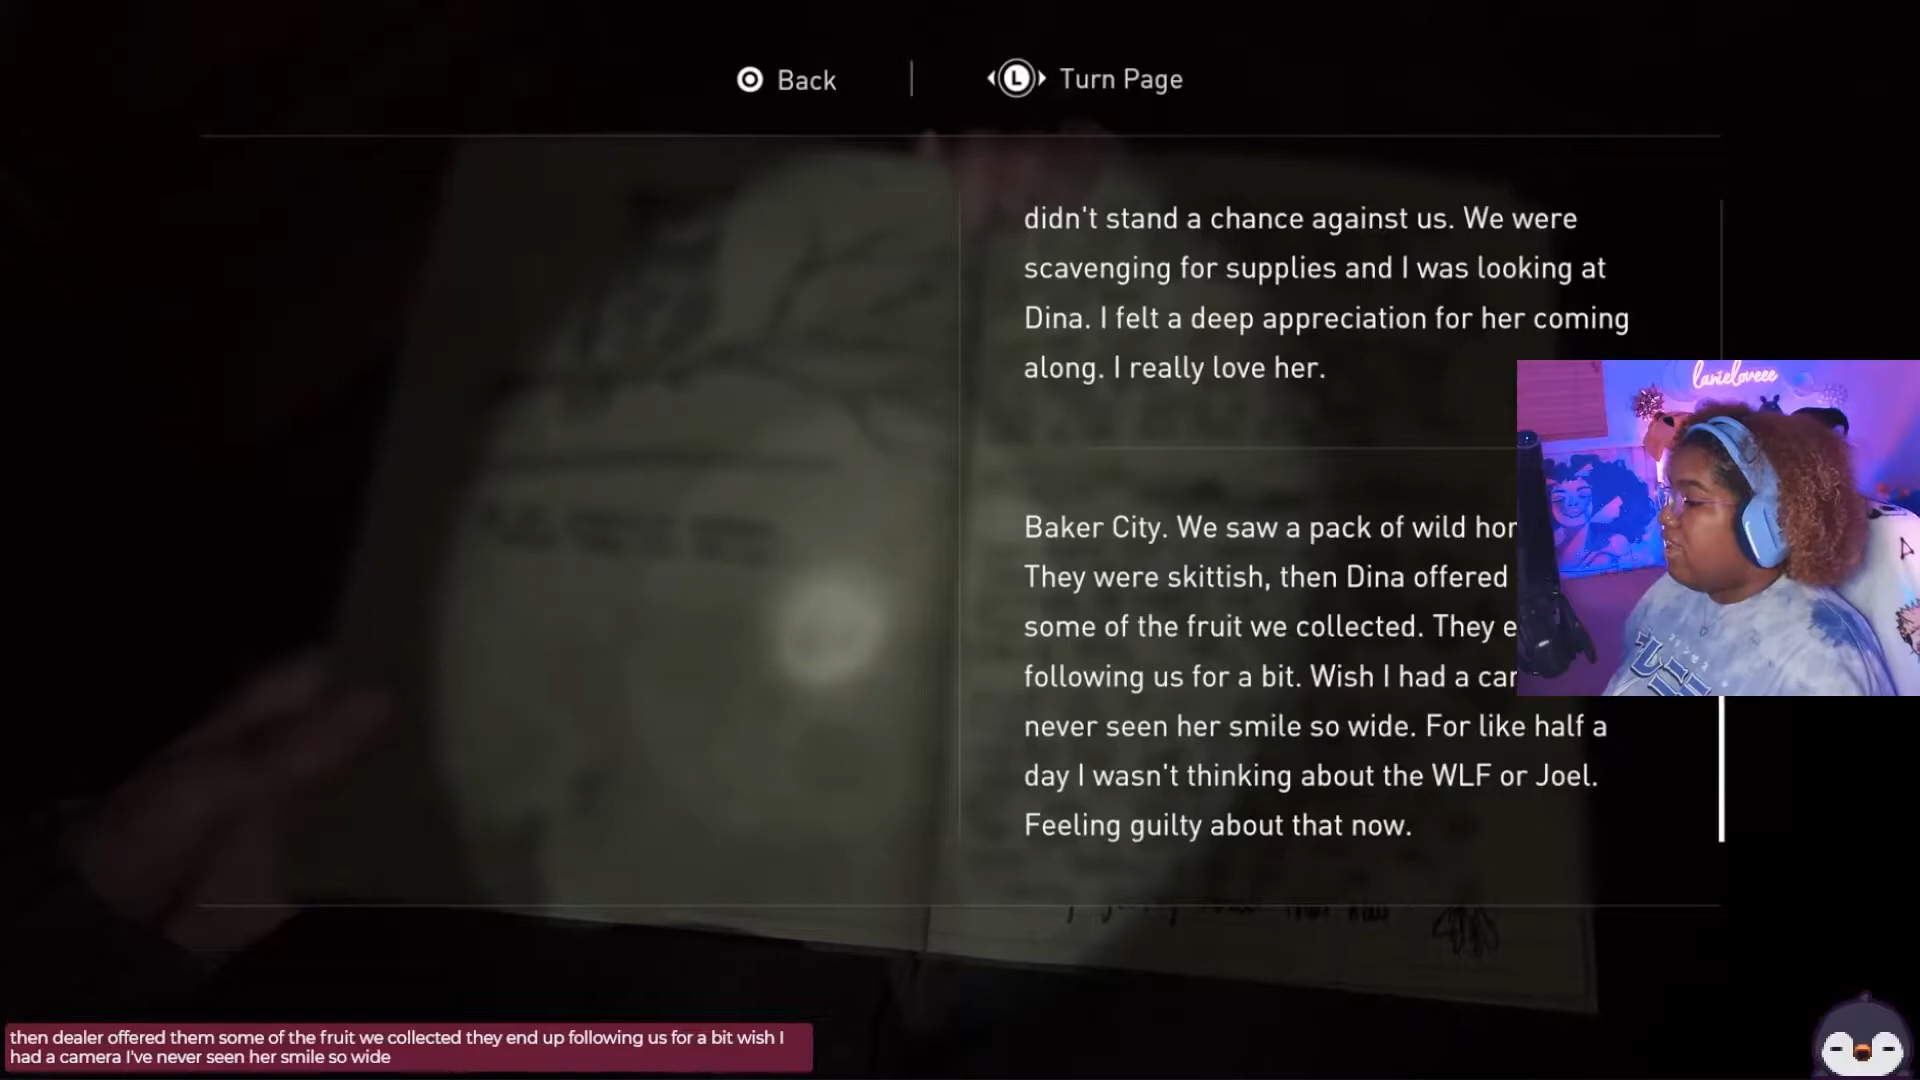 Back
L Turn Page
didn't stand a chance against us. We were
scavenging for supplies and I was looking at
Dina. I felt a deep appreciation for her coming
along. I really love her.
lanieloveee
Baker City. We saw a pack of wild hor
They were skittish, then Dina offered
some of the fruit we collected. They e
following us for a bit. Wish I had a ca
never seen her smile so wide. For like half a
day I wasn't thinking about the WLF or Joel.
Feeling guilty about that now.
then dealer offered them some of the fruit we collected they end up following us for a bit wish I
had a camera I've never seen her smile so wide